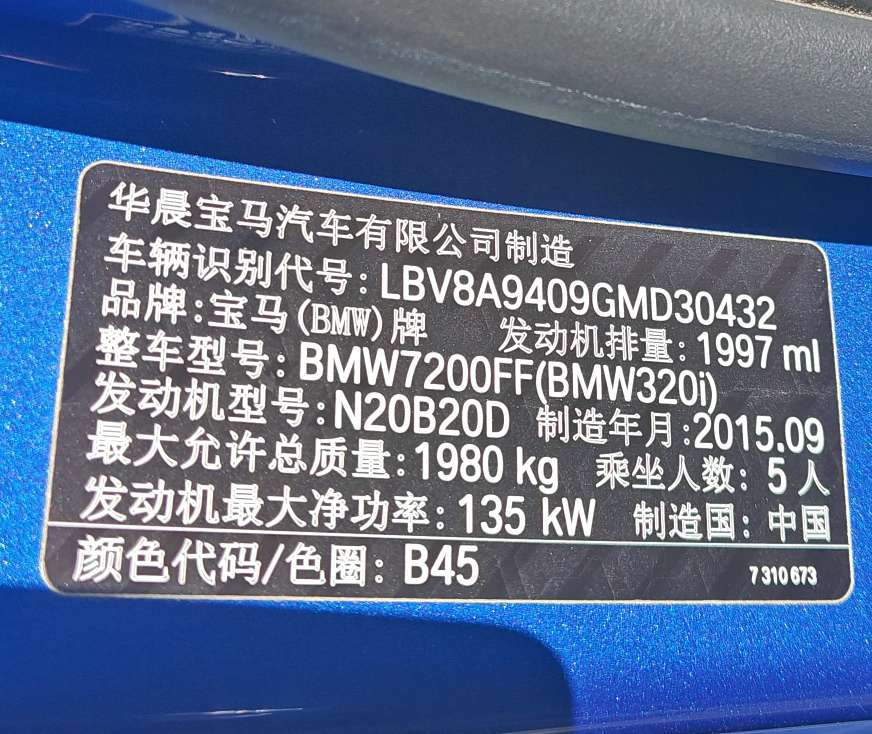 华晨宝马汽车有限公司制造
车辆识别代号: LBV8A9409GMD30432
品牌: 宝马(BMW)牌 发动机排量: 1997 ml
整车型号: BMW7200FF(BMW320i)
发动机型号: N20B20D 制造年月: 2015.09
最大允许总质量: 1980 kg 乘坐人数: 5 人
发动机最大净功率: 135 kW 制造国: 中国
颜色代码/色圈: B45 7 310 673